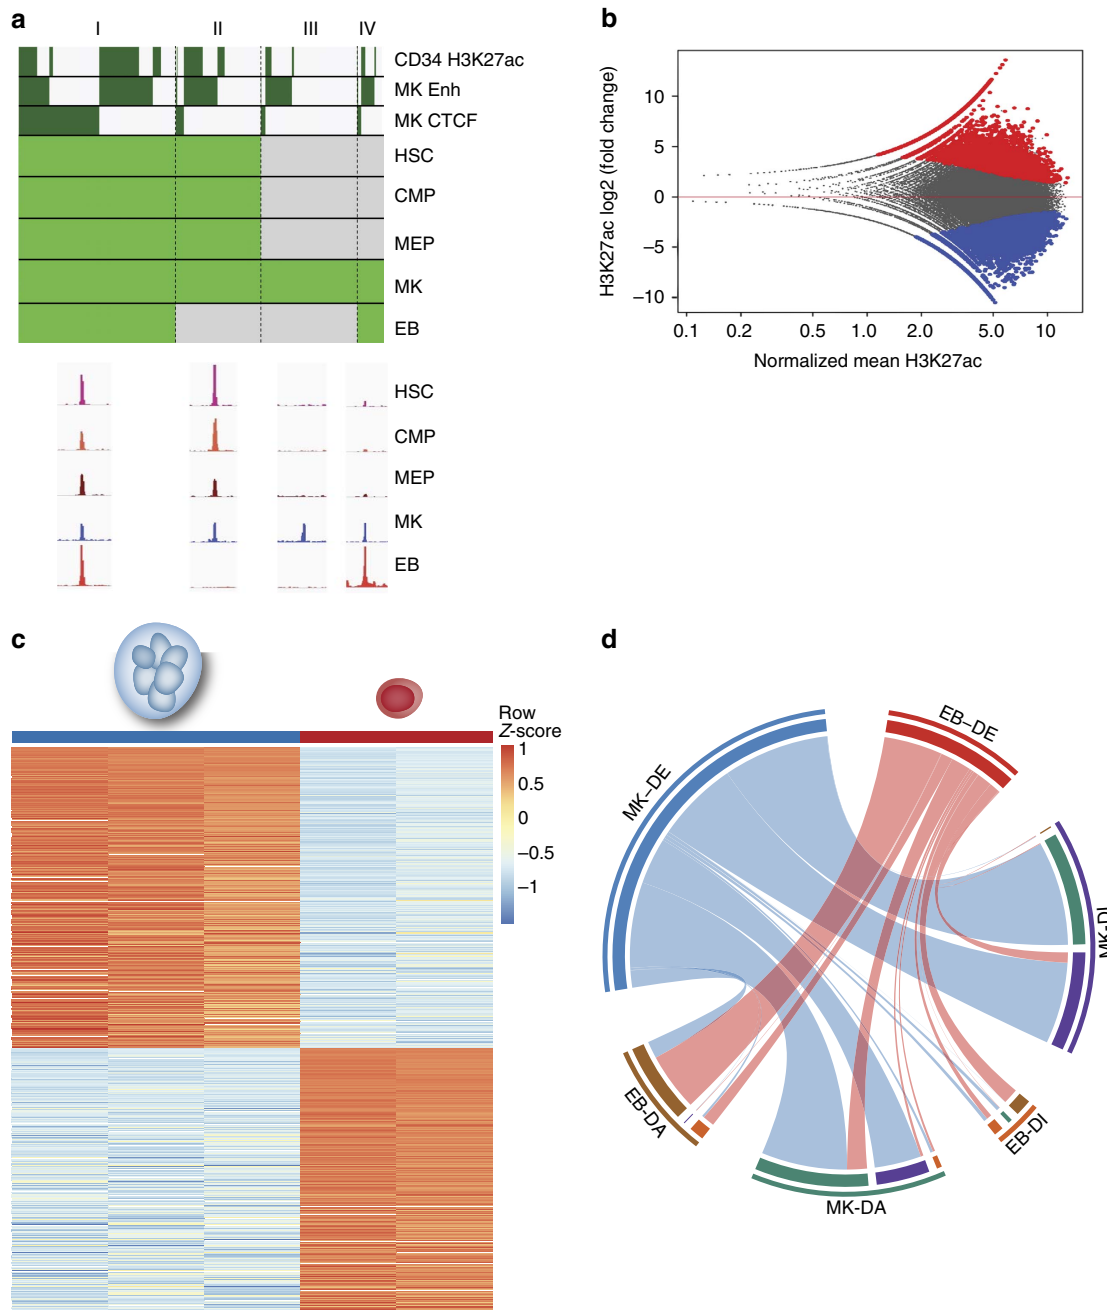 a
I II III IV
CD34 H3K27ac
MK Enh
MK CTCF
HSC
CMP
MEP
MK
EB
HSC
CMP
MEP
MK
EB
b
H3K27ac log2 (fold change)
10
5
0
−5
−10
0.1 0.2 0.5 1.0 2.0 5.0 10
Normalized mean H3K27ac
c
Row
Z-score
1
0.5
0
−0.5
−1
d
MK–DE
EB–DE
MK-DI
EB-DI
MK-DA
EB-DA